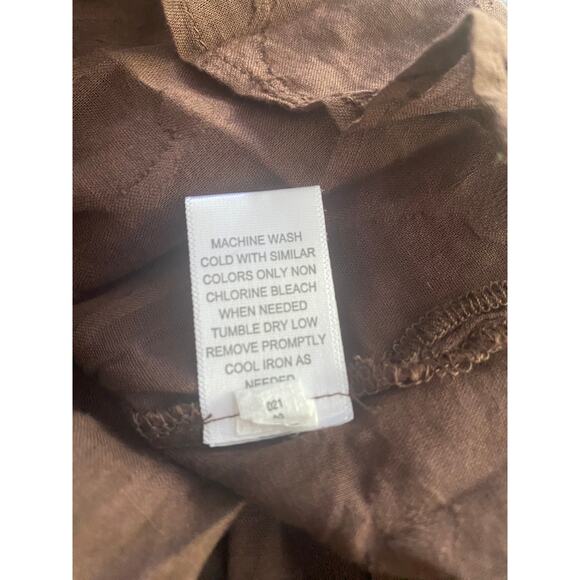 MACHINE WASH
COLD WITH SIMILAR
COLORS ONLY NON
CHLORINE BLEACH
WHEN NEEDED
TUMBLE DRY LOW
REMOVE PROMPTLY
COOL IRON AS
NEEDED
021